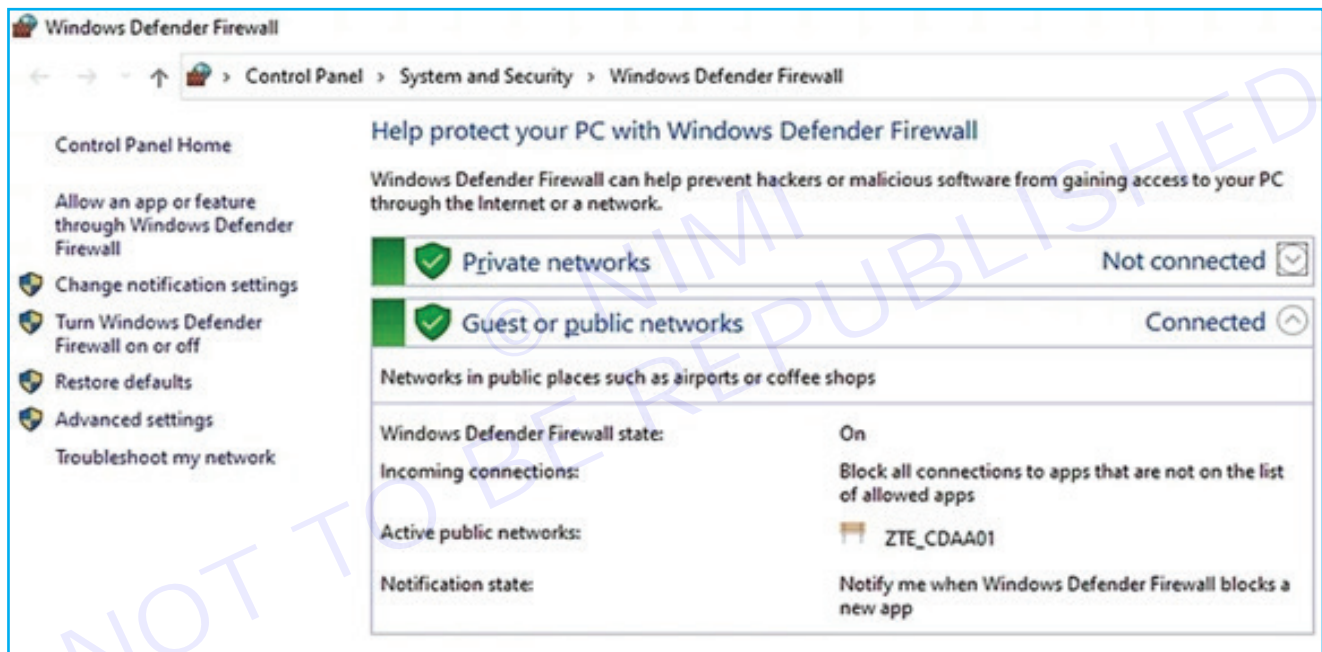 Windows Defender Firewall
Control Panel > System and Security > Windows Defender Firewall
Control Panel Home
Allow an app or feature
through Windows Defender
Firewall
Change notification settings
Turn Windows Defender
Firewall on or off
Restore defaults
Advanced settings
Troubleshoot my network
Help protect your PC with Windows Defender Firewall
Windows Defender Firewall can help prevent hackers or malicious software from gaining access to your PC
through the Internet or a network.
Private networks Not connected
Guest or public networks Connected
Networks in public places such as airports or coffee shops
Windows Defender Firewall state: On
Incoming connections: Block all connections to apps that are not on the list
of allowed apps
Active public networks: ZTE_CDAA01
Notification state: Notify me when Windows Defender Firewall blocks a
new app
© NIMI
NOT TO BE REPUBLISHED